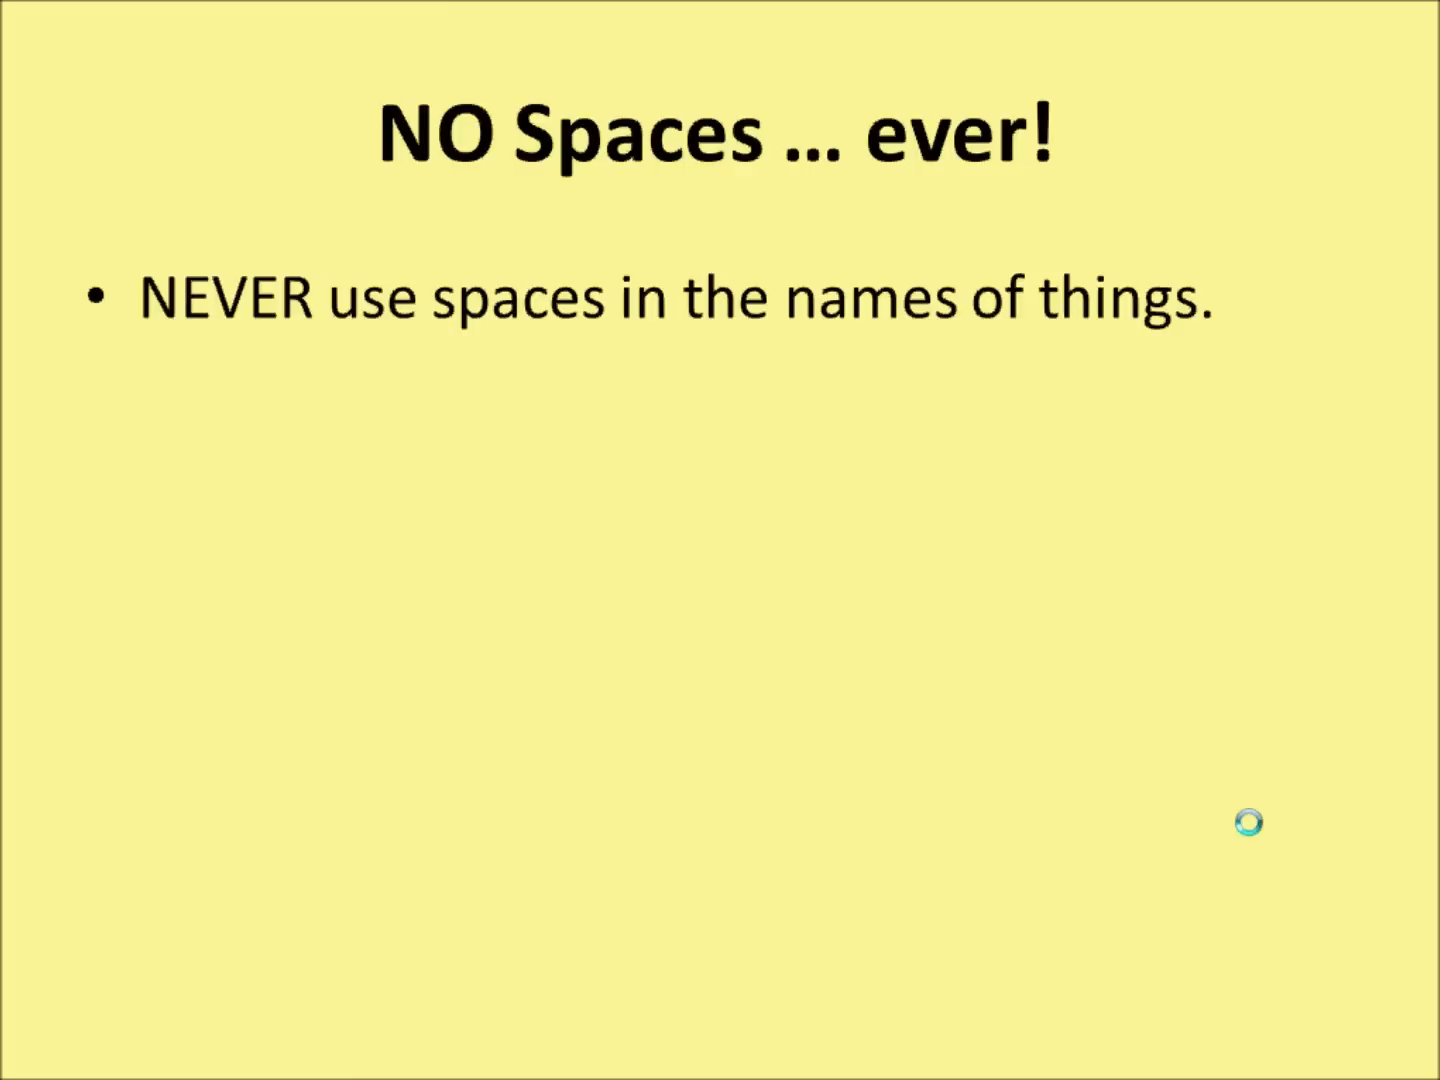 NO Spaces ... ever!
• NEVER use spaces in the names of things.